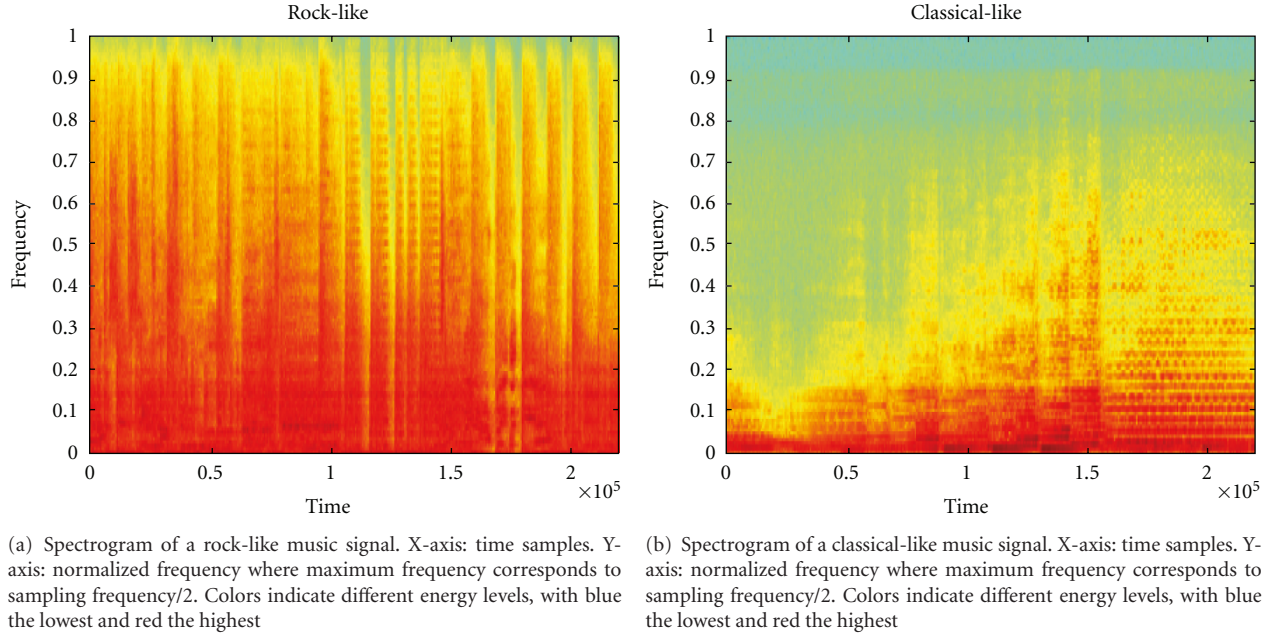 Rock-like
1
0.9
0.8
0.7
0.6
0.5
0.4
0.3
0.2
0.1
0
Frequency
0 0.5 1 1.5 2
×10⁵
Time
(a) Spectrogram of a rock-like music signal. X-axis: time samples. Y-
axis: normalized frequency where maximum frequency corresponds to
sampling frequency/2. Colors indicate different energy levels, with blue
the lowest and red the highest
Classical-like
1
0.9
0.8
0.7
0.6
0.5
0.4
0.3
0.2
0.1
0
Frequency
0 0.5 1 1.5 2
×10⁵
Time
(b) Spectrogram of a classical-like music signal. X-axis: time samples. Y-
axis: normalized frequency where maximum frequency corresponds to
sampling frequency/2. Colors indicate different energy levels, with blue
the lowest and red the highest